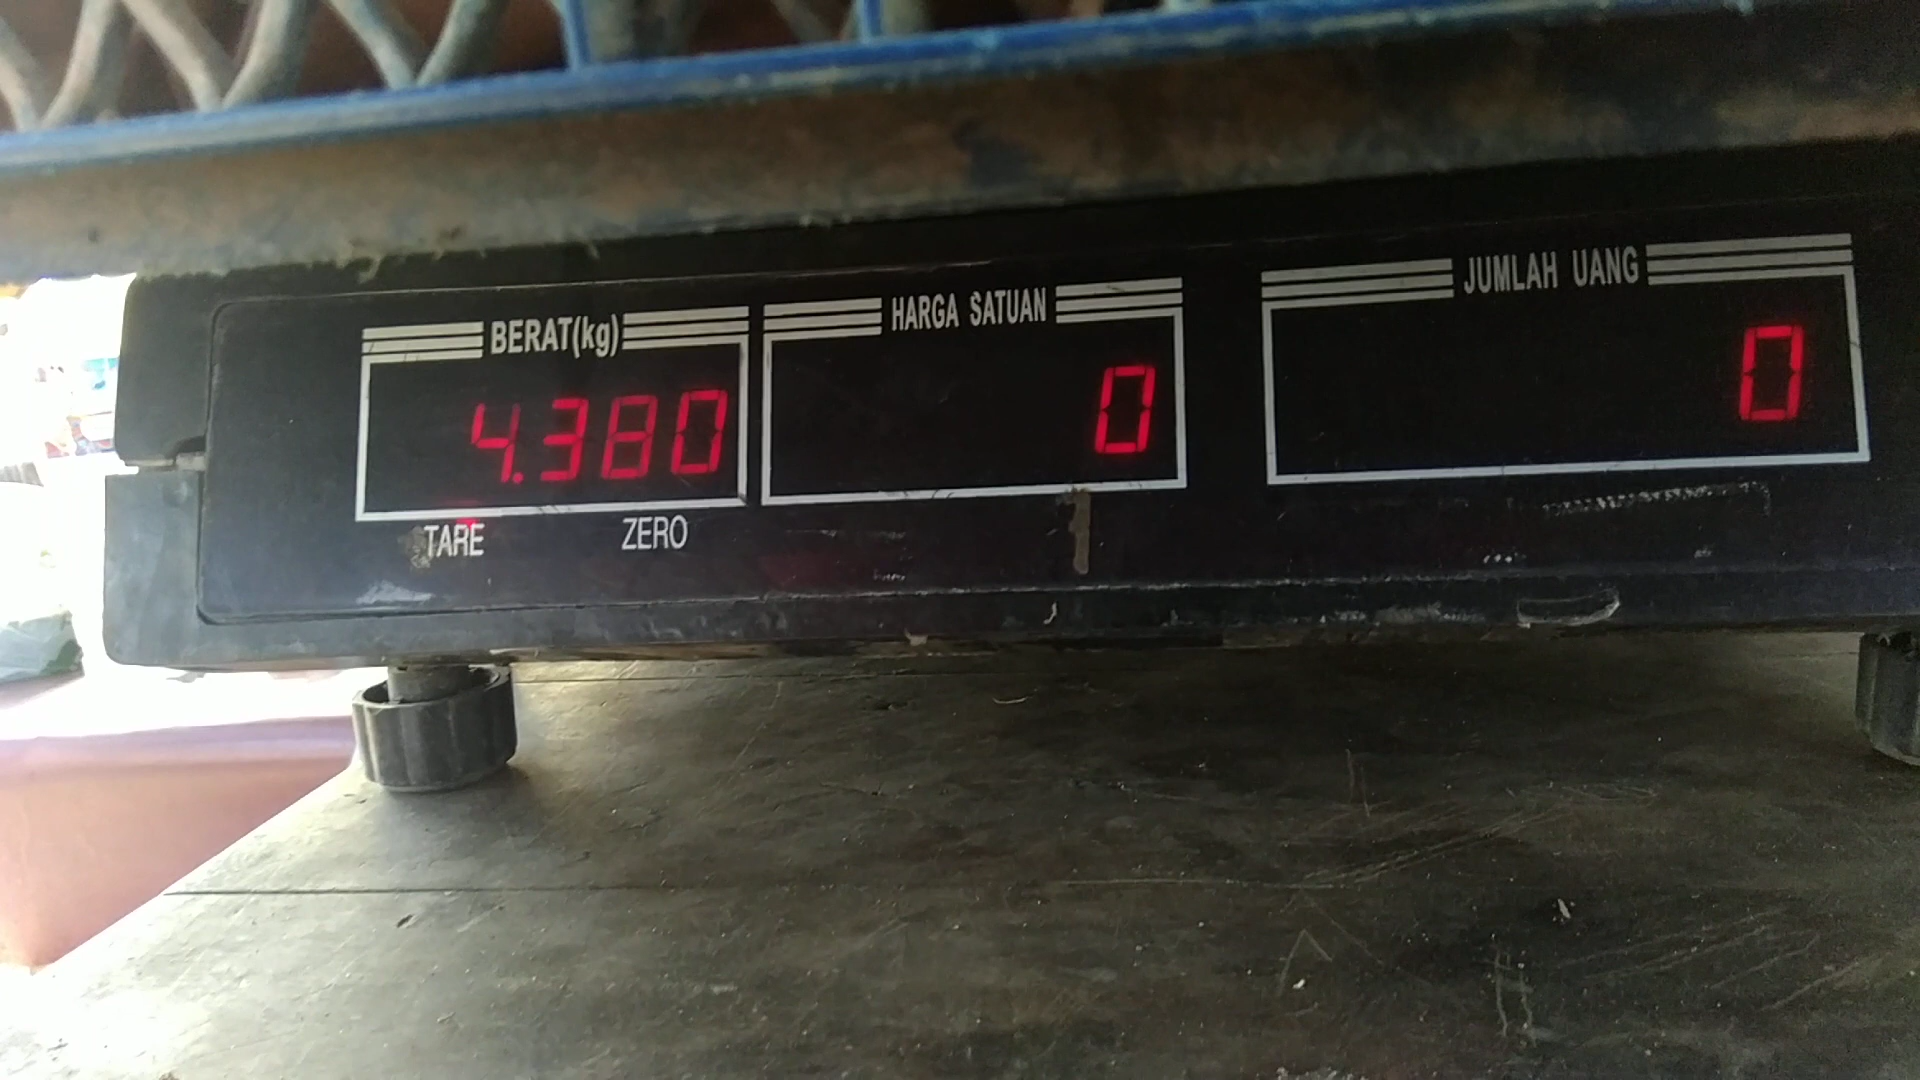 BERAT(kg)
HARGA SATUAN
JUMLAH UANG
4.380
0
0
TARE
ZERO